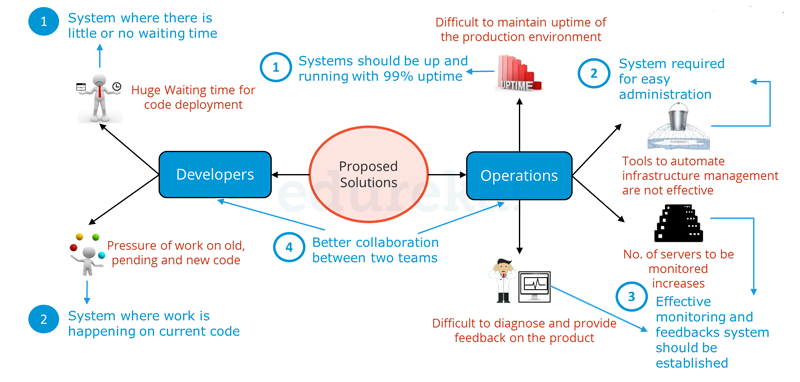 1
System where there is
little or no waiting time
Huge Waiting time for
code deployment
Developers
Pressure of work on old,
pending and new code
2
System where work is
happening on current code
Proposed
Solutions
edureka!
4
Better collaboration
between two teams
Difficult to maintain uptime of
the production environment
1
Systems should be up and
running with 99% uptime
UPTIME
Operations
2
System required
for easy
administration
Tools to automate
infrastructure management
are not effective
No. of servers to be
monitored
increases
Difficult to diagnose and provide
feedback on the product
3
Effective
monitoring and
feedbacks system
should be
established